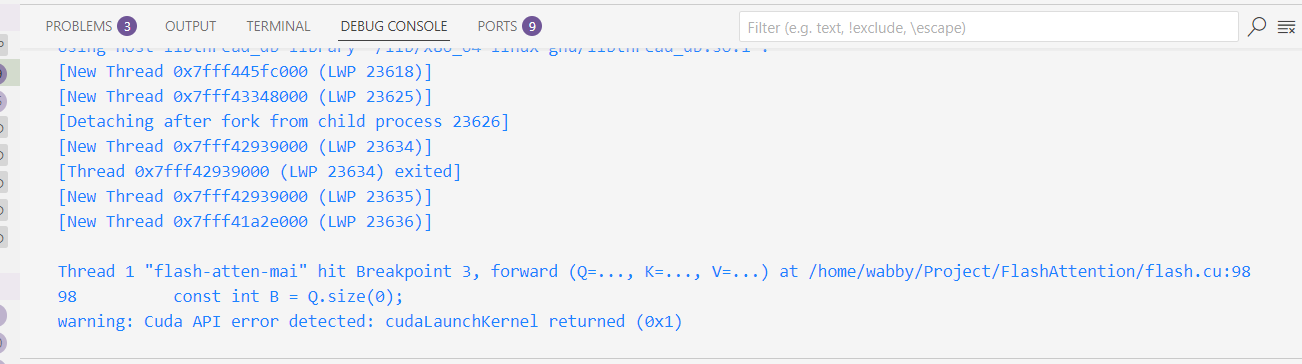 PROBLEMS 3 OUTPUT TERMINAL DEBUG CONSOLE PORTS 9 Filter (e.g. text, !exclude, \escape)
[New Thread 0x7fff445fc000 (LWP 23618)]
[New Thread 0x7fff43348000 (LWP 23625)]
[Detaching after fork from child process 23626]
[New Thread 0x7fff42939000 (LWP 23634)]
[Thread 0x7fff42939000 (LWP 23634) exited]
[New Thread 0x7fff42939000 (LWP 23635)]
[New Thread 0x7fff41a2e000 (LWP 23636)]
Thread 1 "flash-atten-mai" hit Breakpoint 3, forward (Q=..., K=..., V=...) at /home/wabby/Project/FlashAttention/flash.cu:98
98 const int B = Q.size(0);
warning: Cuda API error detected: cudaLaunchKernel returned (0x1)